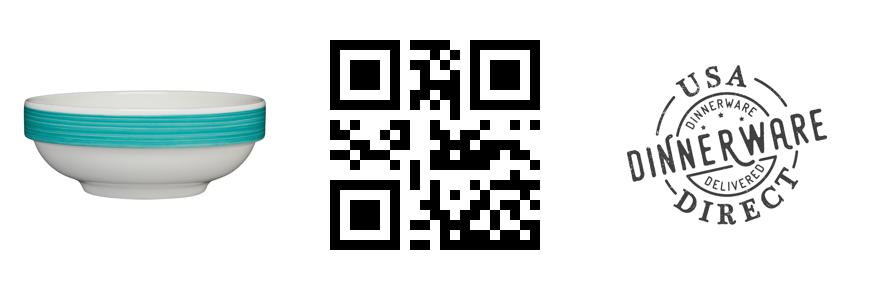 USA
DINNERWARE
DINNERWARE
DELIVERED
DIRECT